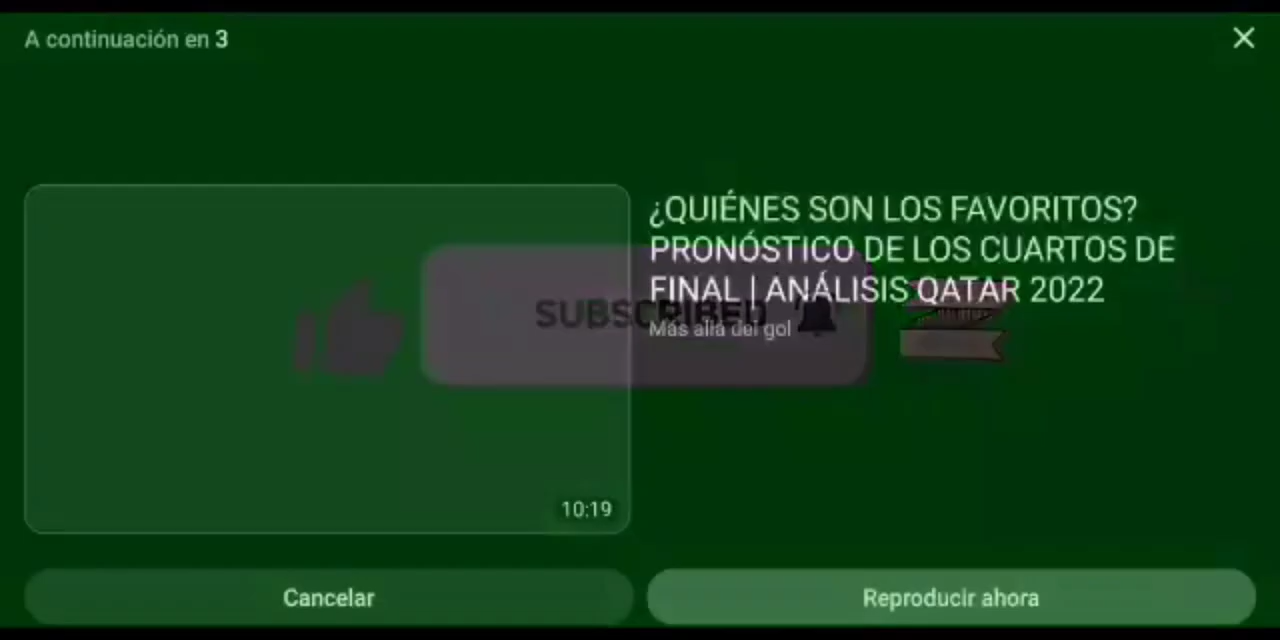 A continuación en 3
¿QUIÉNES SON LOS FAVORITOS?
PRONÓSTICO DE LOS CUARTOS DE
FINAL | ANÁLISIS QATAR 2022
SUBSCRIBED
Más allá del gol
10:19
Cancelar
Reproducir ahora